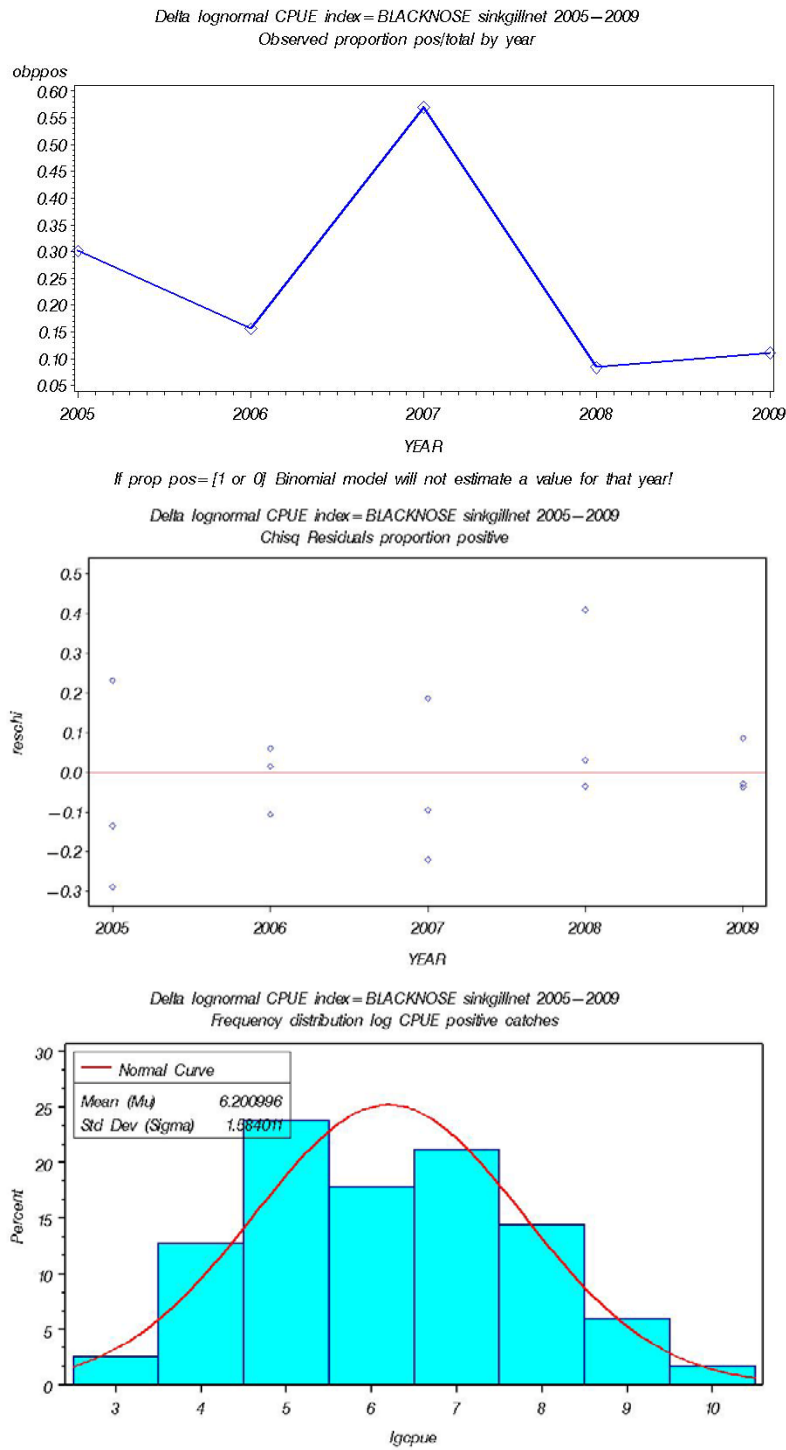 Delta lognormal CPUE index=BLACKNOSE sinkgillnet 2005–2009
Observed proportion pos/total by year
obppos
0.60
0.55
0.50
0.45
0.40
0.35
0.30
0.25
0.20
0.15
0.10
0.05
2005 2006 2007 2008 2009
YEAR
If prop pos=[1 or 0] Binomial model will not estimate a value for that year!
Delta lognormal CPUE index=BLACKNOSE sinkgillnet 2005–2009
Chisq Residuals proportion positive
reschi
0.5
0.4
0.3
0.2
0.1
0.0
−0.1
−0.2
−0.3
2005 2006 2007 2008 2009
YEAR
Delta lognormal CPUE index=BLACKNOSE sinkgillnet 2005–2009
Frequency distribution log CPUE positive catches
Percent
30
25
20
15
10
5
0
Normal Curve
Mean (Mu) 6.200996
Std Dev (Sigma) 1.584011
3 4 5 6 7 8 9 10
lgcpue